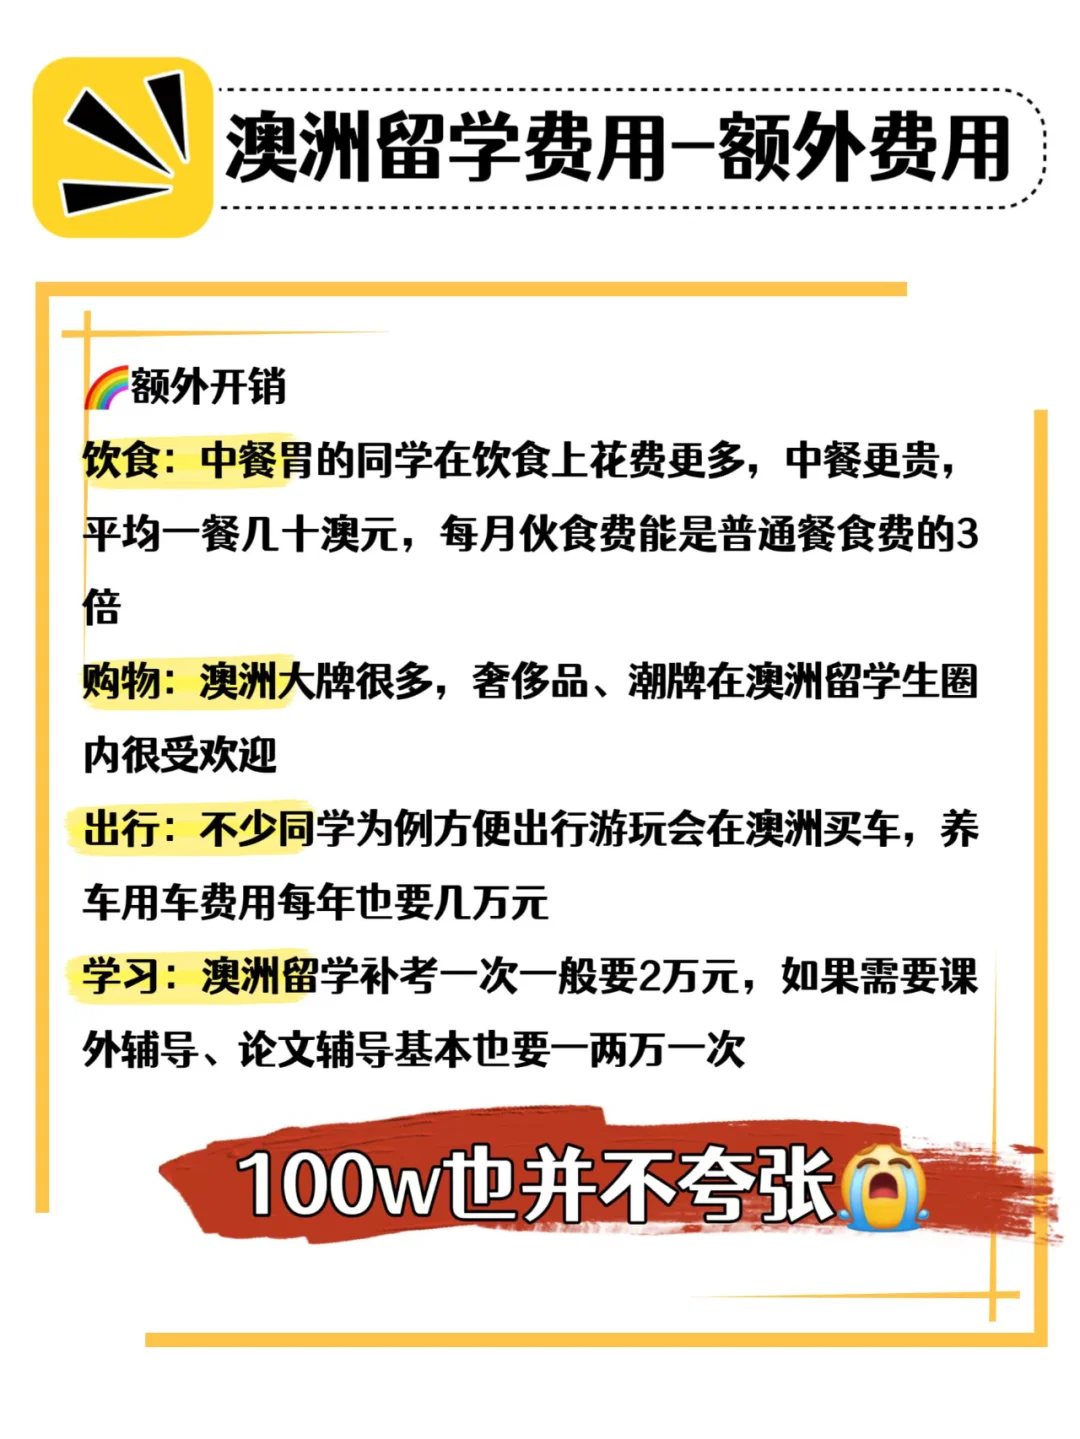 澳洲留学费用-额外费用
🌈额外开销
饮食：中餐胃的同学在饮食上花费更多，中餐更贵，
平均一餐几十澳元，每月伙食费能是普通餐食费的3
倍
购物：澳洲大牌很多，奢侈品、潮牌在澳洲留学生圈
内很受欢迎
出行：不少同学为例方便出行游玩会在澳洲买车，养
车用车费用每年也要几万元
学习：澳洲留学补考一次一般要2万元，如果需要课
外辅导、论文辅导基本也要一两万一次
100w也并不夸张😭